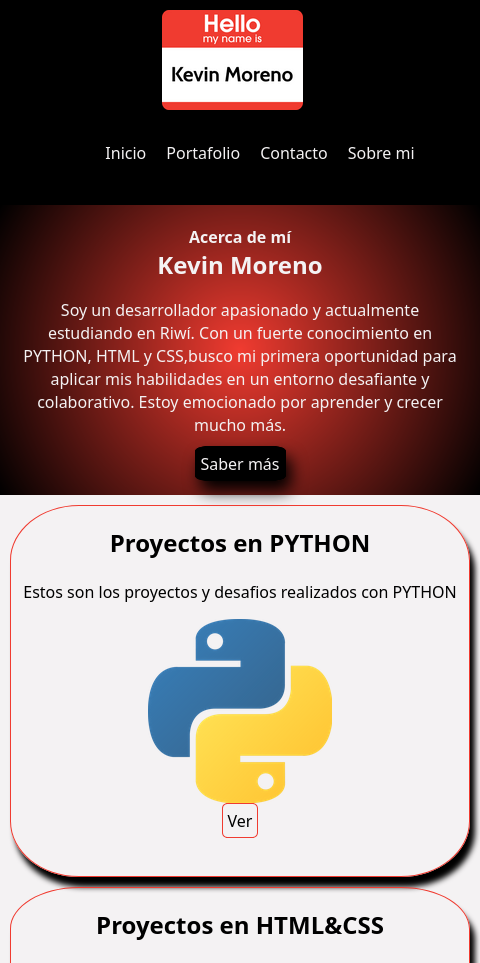 Hello
my name is
Kevin Moreno
Inicio Portafolio Contacto Sobre mi
Acerca de mí
Kevin Moreno
Soy un desarrollador apasionado y actualmente
estudiando en Riwí. Con un fuerte conocimiento en
PYTHON, HTML y CSS,busco mi primera oportunidad para
aplicar mis habilidades en un entorno desafiante y
colaborativo. Estoy emocionado por aprender y crecer
mucho más.
Saber más
Proyectos en PYTHON
Estos son los proyectos y desafios realizados con PYTHON
Ver
Proyectos en HTML&CSS